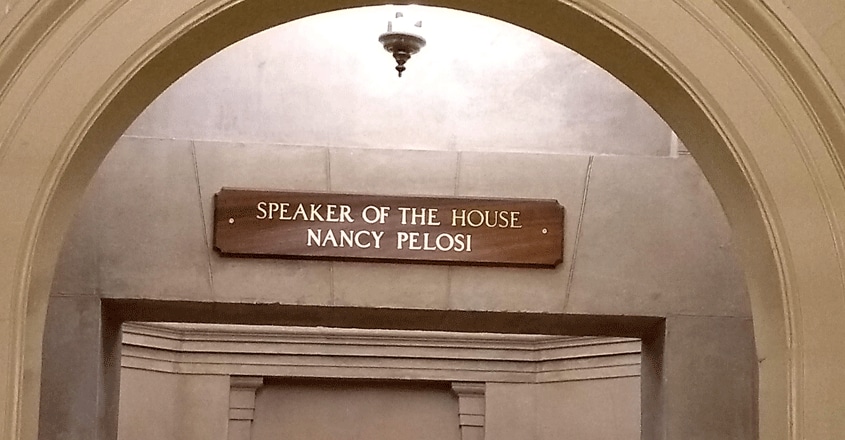 SPEAKER OF THE HOUSE
NANCY PELOSI